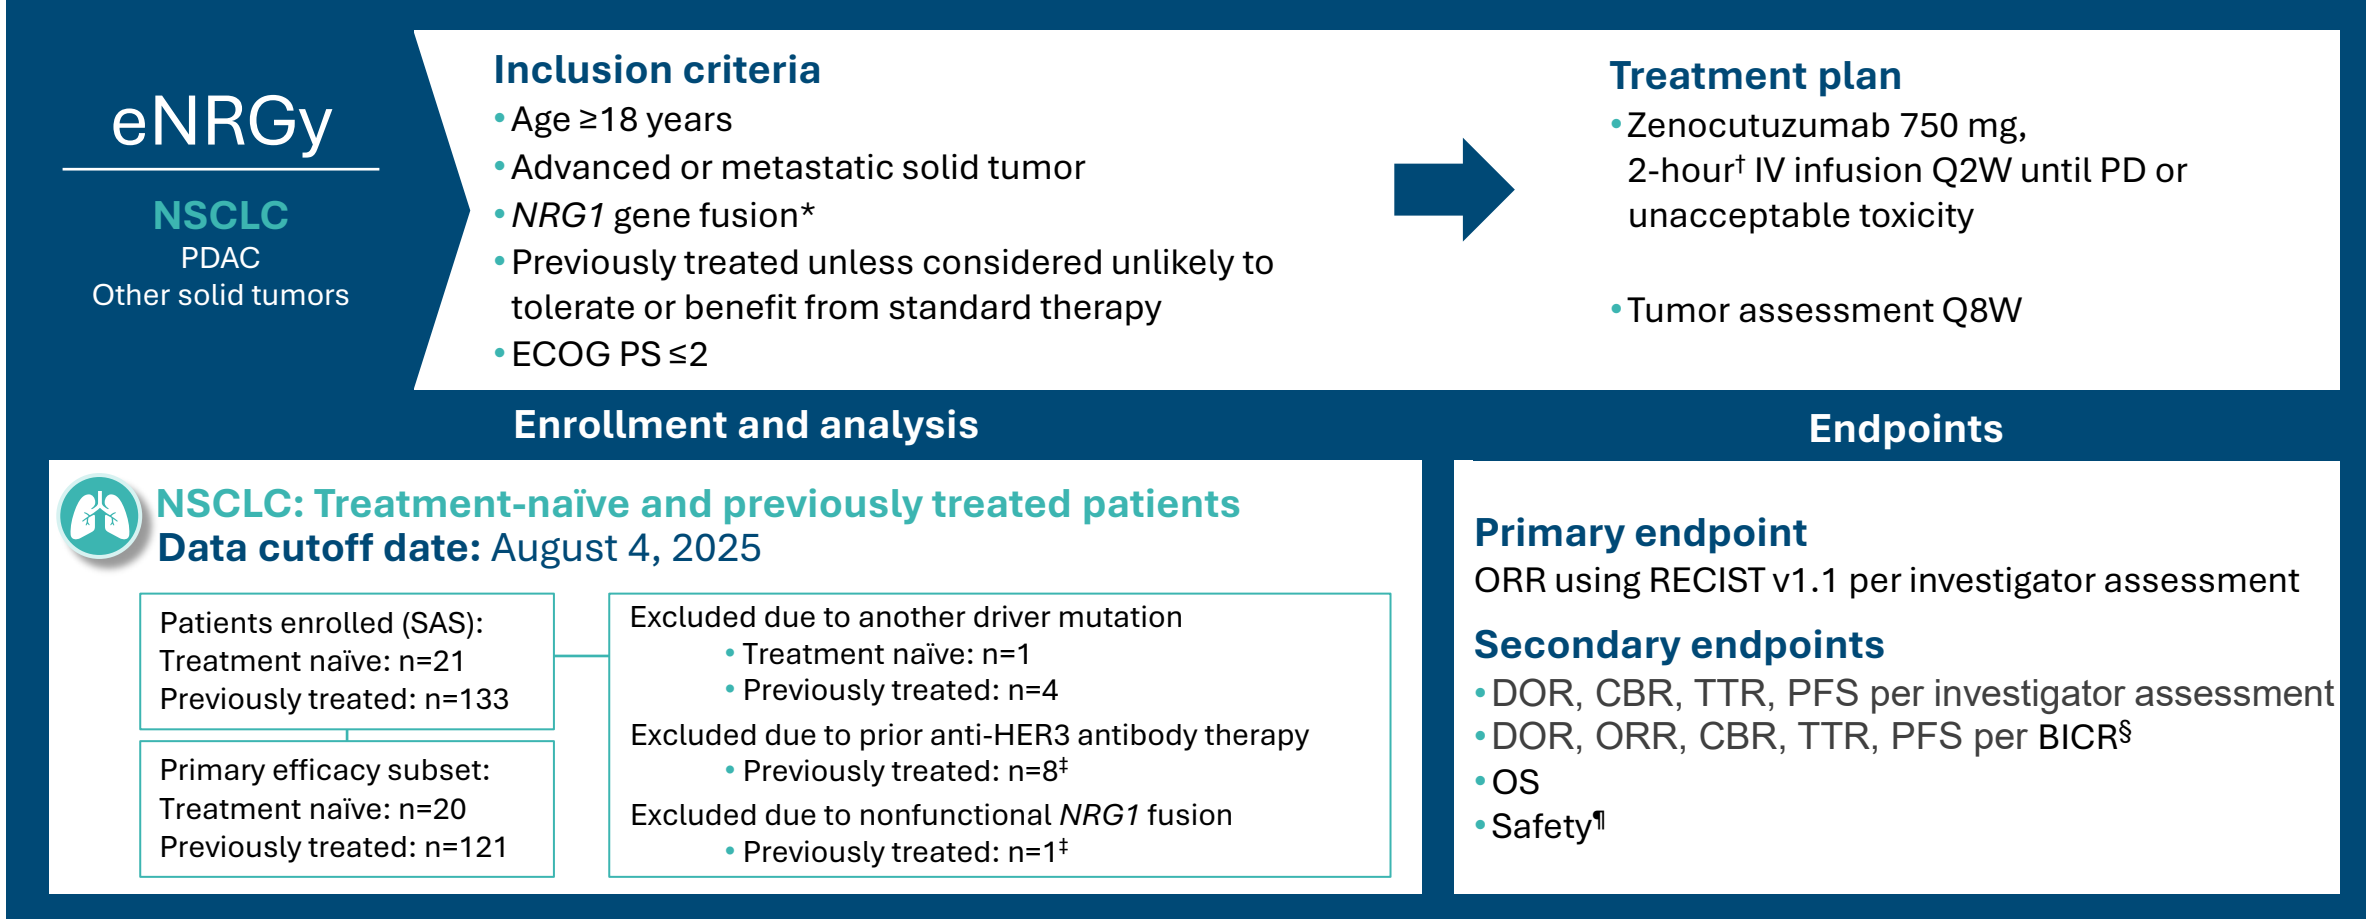 eNRGy
NSCLC
PDAC
Other solid tumors
Inclusion criteria
•Age ≥18 years
•Advanced or metastatic solid tumor
•NRG1 gene fusion*
•Previously treated unless considered unlikely to
tolerate or benefit from standard therapy
•ECOG PS ≤2
Treatment plan
•Zenocutuzumab 750 mg,
2-hour† IV infusion Q2W until PD or
unacceptable toxicity
•Tumor assessment Q8W
Enrollment and analysis
NSCLC: Treatment-naïve and previously treated patients
Data cutoff date: August 4, 2025
Patients enrolled (SAS):
Treatment naïve: n=21
Previously treated: n=133
Primary efficacy subset:
Treatment naïve: n=20
Previously treated: n=121
Excluded due to another driver mutation
• Treatment naïve: n=1
• Previously treated: n=4
Excluded due to prior anti-HER3 antibody therapy
• Previously treated: n=8‡
Excluded due to nonfunctional NRG1 fusion
• Previously treated: n=1‡
Endpoints
Primary endpoint
ORR using RECIST v1.1 per investigator assessment
Secondary endpoints
•DOR, CBR, TTR, PFS per investigator assessment
•DOR, ORR, CBR, TTR, PFS per BICR§
•OS
•Safety¶